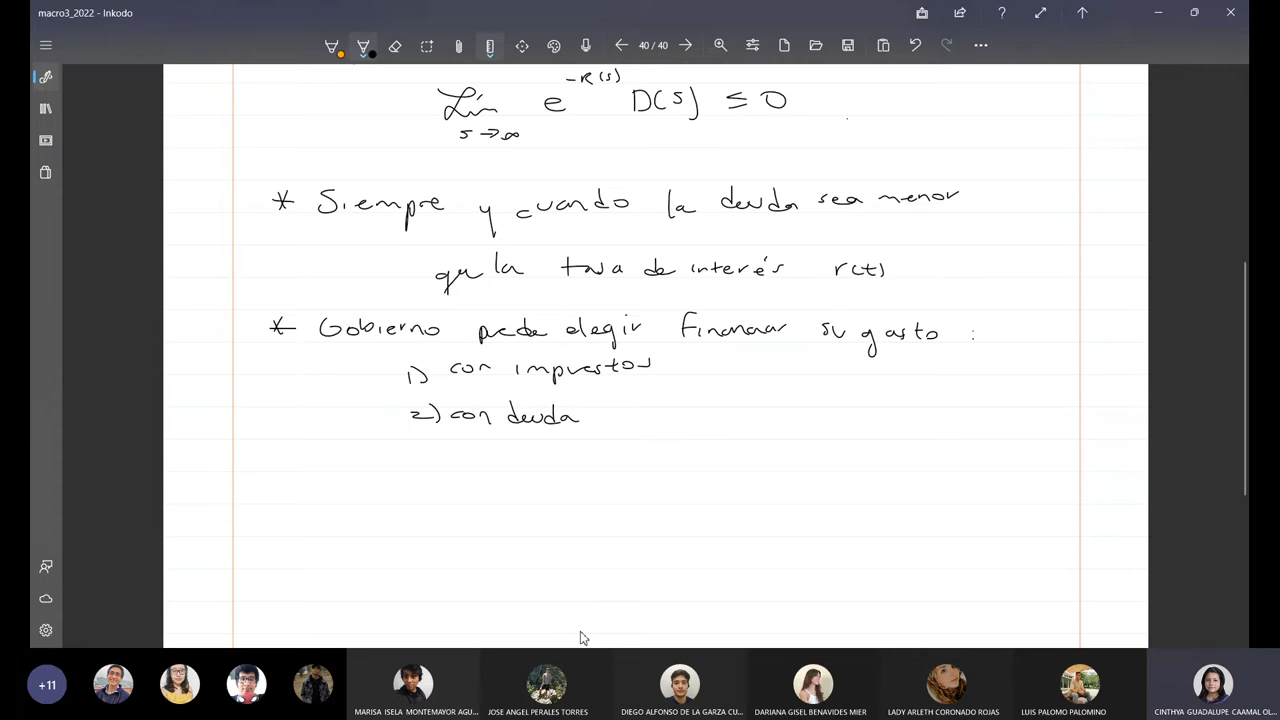 macro3_2022 - Inkodo
40 / 40
Lím e^-R(s) D(s) ≤ 0
s→∞
* Siempre y cuando la deuda sea menor
que la tasa de interés r(t)
* Gobierno puede elegir financiar su gasto :
1) con impuestos
2) con deuda
+11
MARISA ISELA MONTEMAYOR AGU...
JOSE ANGEL PERALES TORRES
DIEGO ALFONSO DE LA GARZA CU...
DARIANA GISEL BENAVIDES MIER
LADY ARLETH CORONADO ROJAS
LUIS PALOMO PALOMINO
CINTHYA GUADALUPE CAAMAL OL...